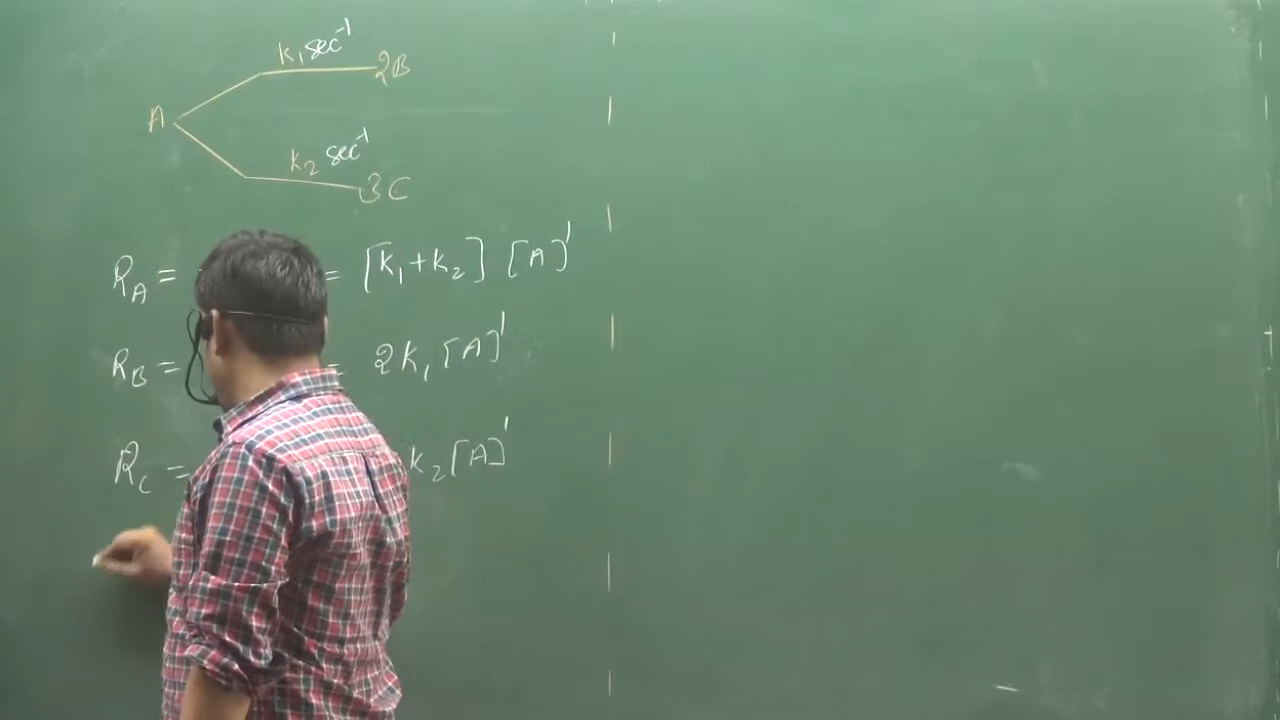 K₁ sec⁻¹
2B
A
K₂ sec⁻¹
3C
R_A = = [K₁+K₂] [A]¹
R_B = = 2K₁[A]¹
R_C = K₂[A]¹